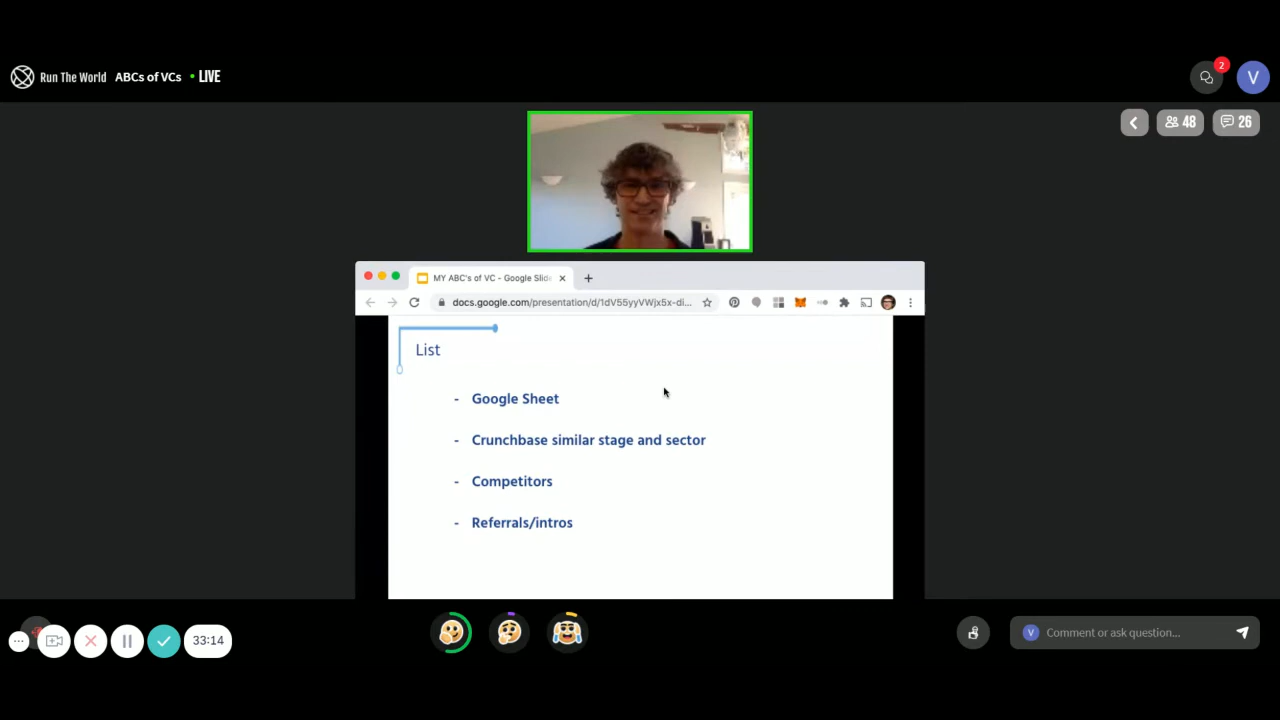 Run The World ABCs of VCs • LIVE
2
V
48
26
MY ABC's of VC - Google Slide
docs.google.com/presentation/d/1dV55yyVWjx5x-di...
List
- Google Sheet
- Crunchbase similar stage and sector
- Competitors
- Referrals/intros
33:14
V
Comment or ask question...